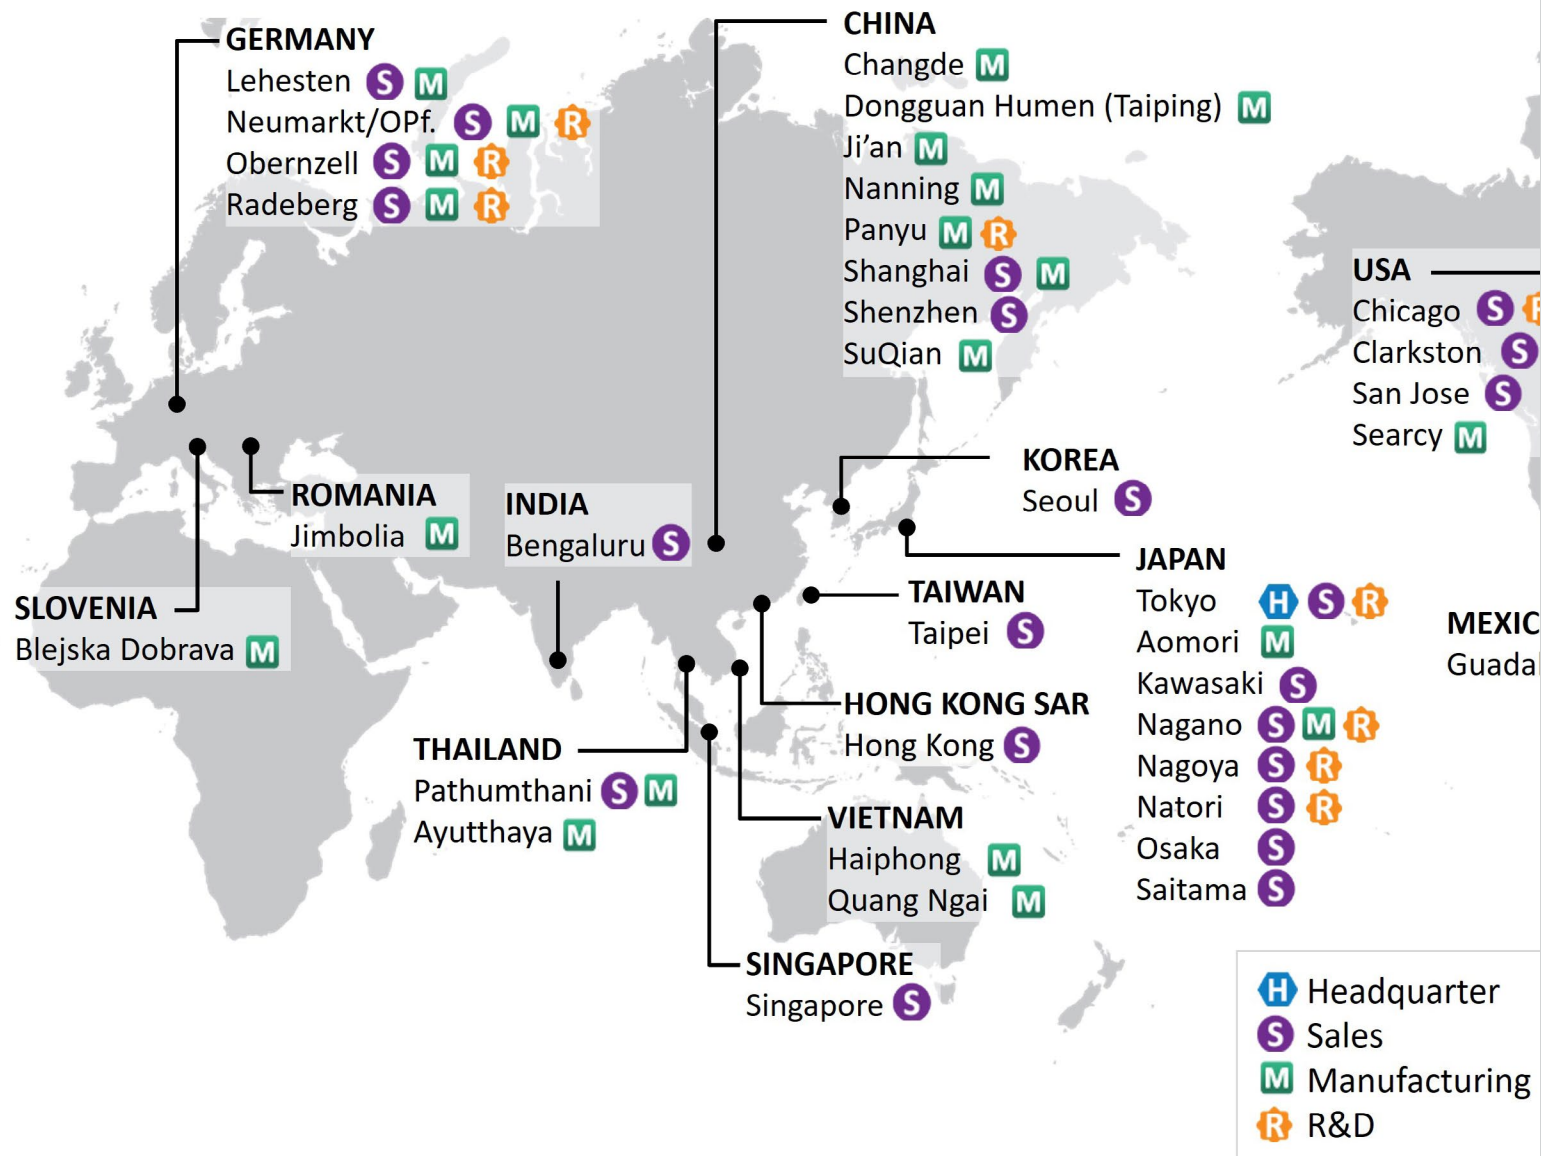 GERMANY
Lehesten S M
Neumarkt/OPf. S M R
Obernzell S M R
Radeberg S M R
CHINA
Changde M
Dongguan Humen (Taiping) M
Ji’an M
Nanning M
Panyu M R
Shanghai S M
Shenzhen S
SuQian M
USA
Chicago S R
Clarkston S
San Jose S
Searcy M
KOREA
Seoul S
ROMANIA
Jimbolia M
INDIA
Bengaluru S
SLOVENIA
Blejska Dobrava M
TAIWAN
Taipei S
JAPAN
Tokyo H S R
Aomori M
Kawasaki S
Nagano S M R
Nagoya S R
Natori S R
Osaka S
Saitama S
MEXIC
Guadal
HONG KONG SAR
Hong Kong S
THAILAND
Pathumthani S M
Ayutthaya M
VIETNAM
Haiphong M
Quang Ngai M
SINGAPORE
Singapore S
H Headquarter
S Sales
M Manufacturing
R R&D